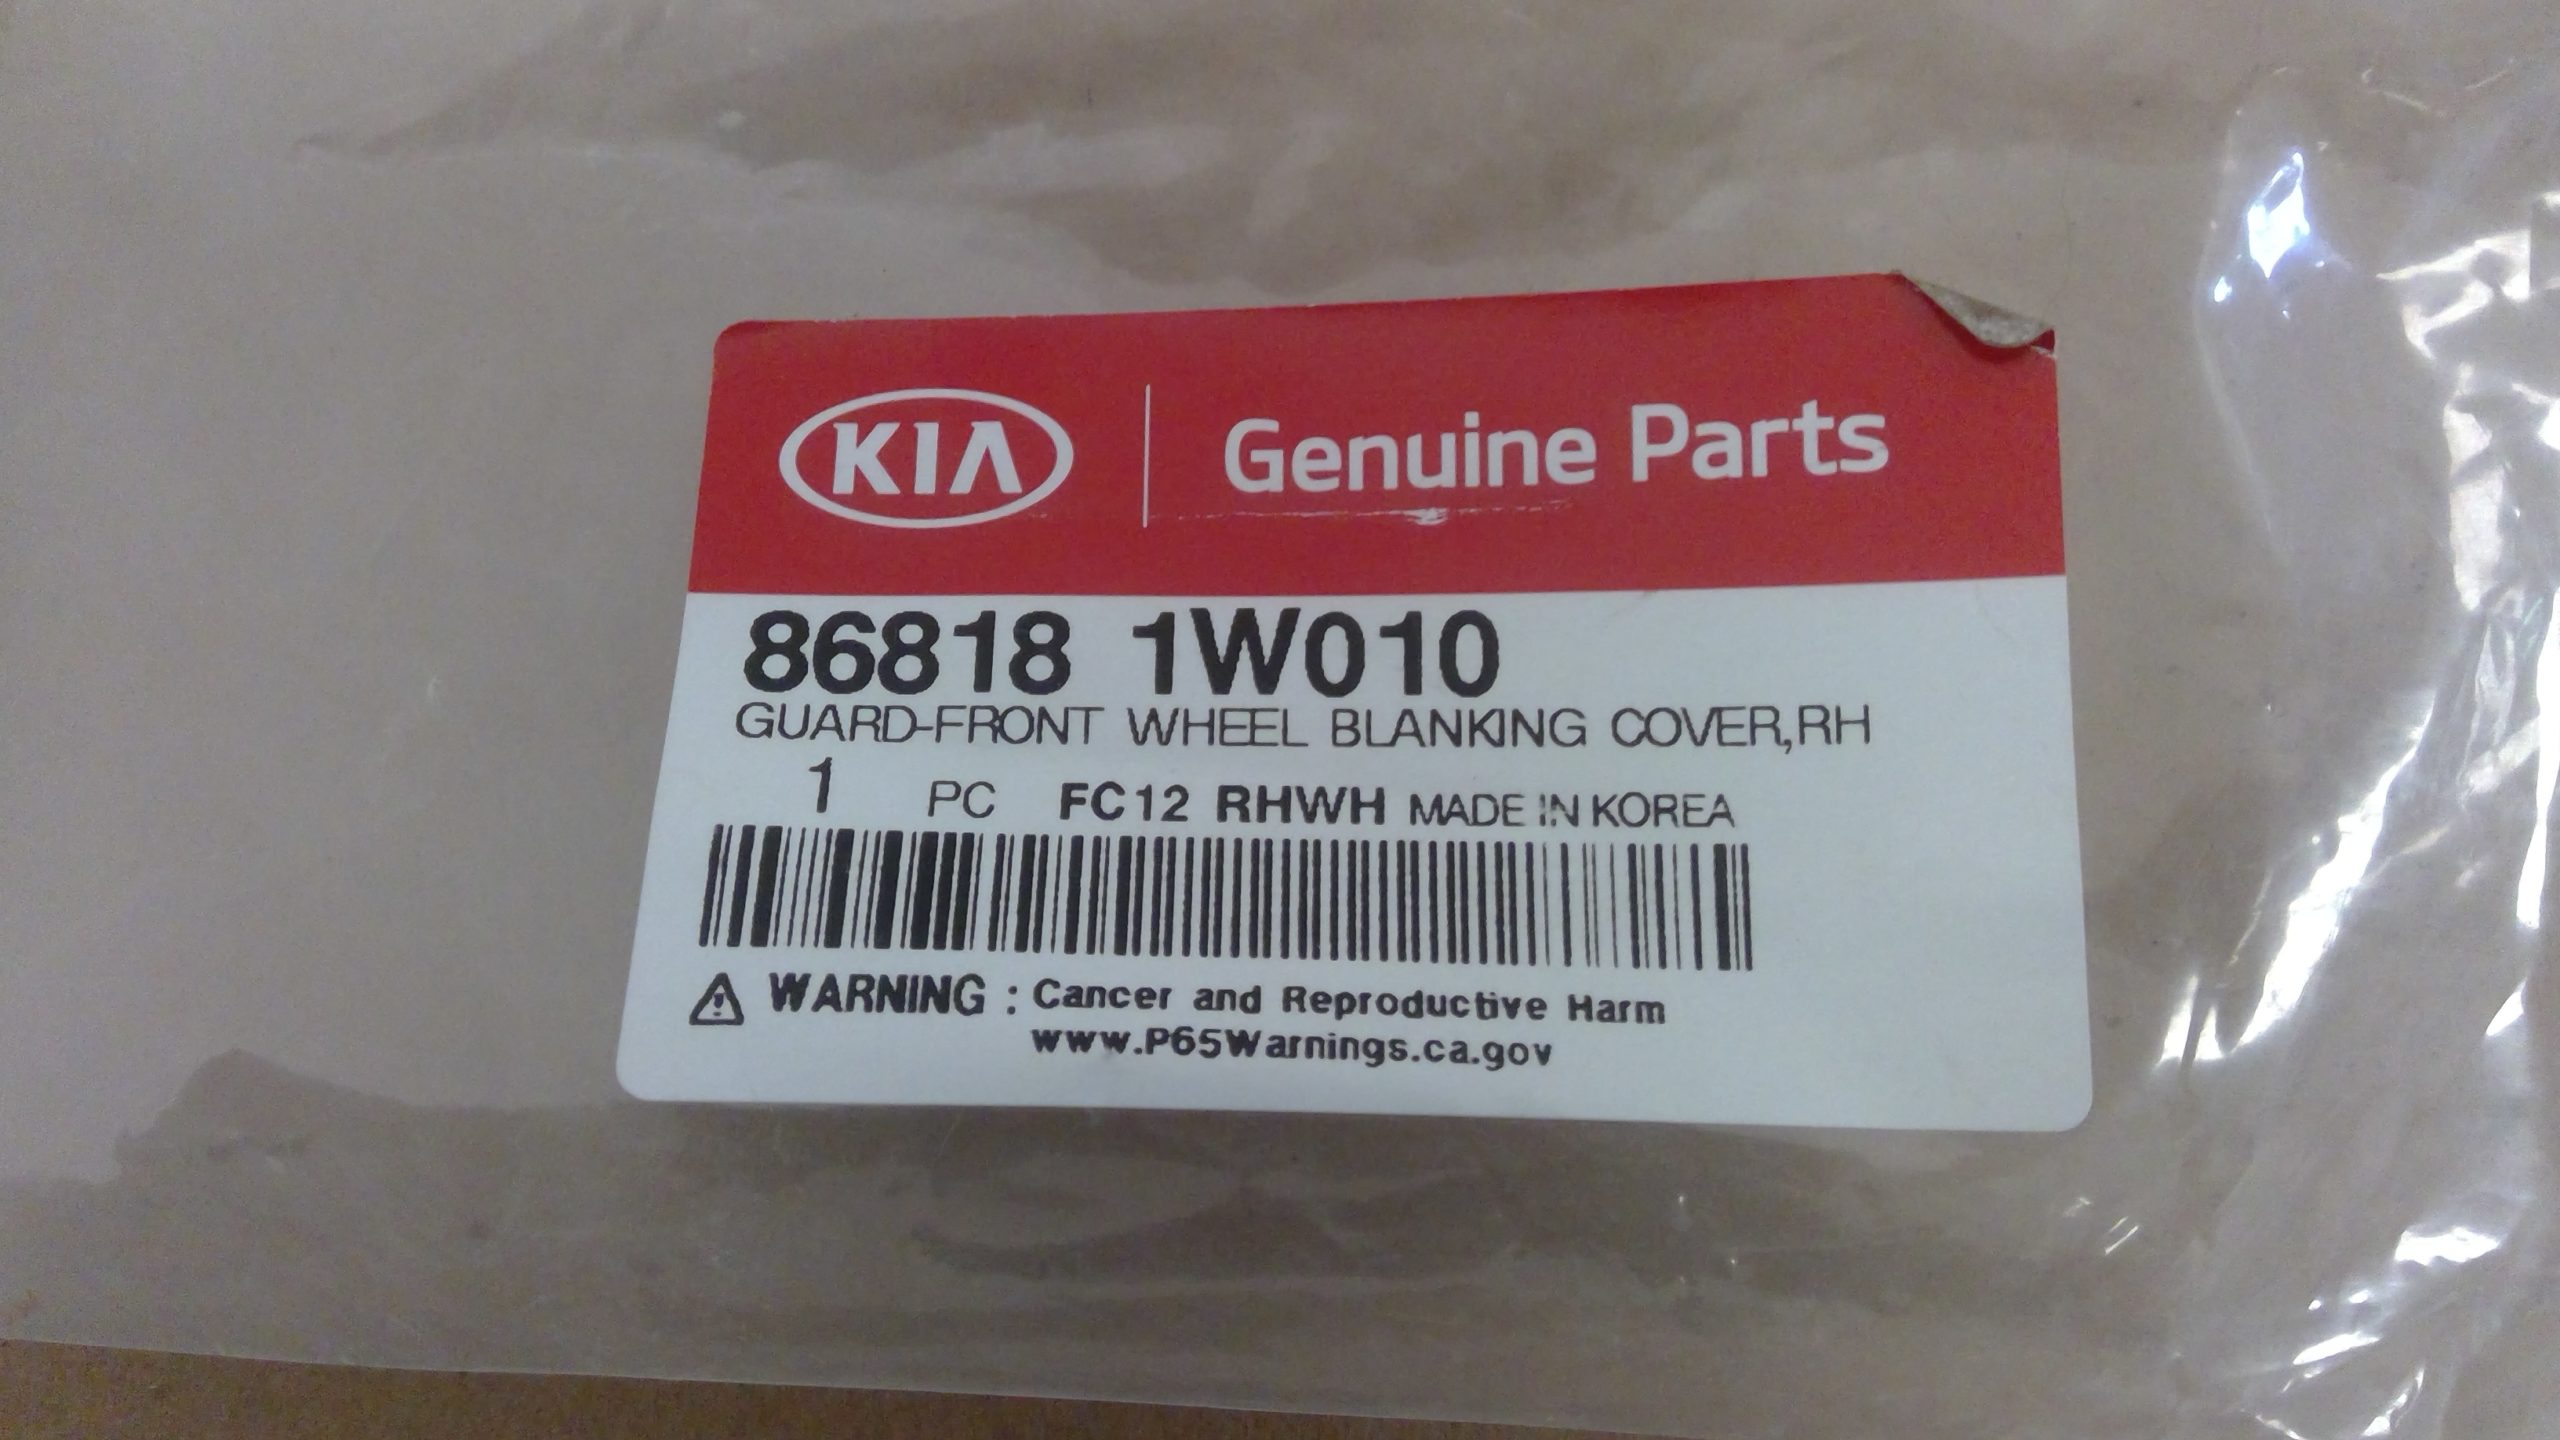 KIA Genuine Parts
86818 1W010
GUARD-FRONT WHEEL BLANKING COVER,RH
1 PC FC12 RHWH MADE IN KOREA
WARNING : Cancer and Reproductive Harm
www.P65Warnings.ca.gov